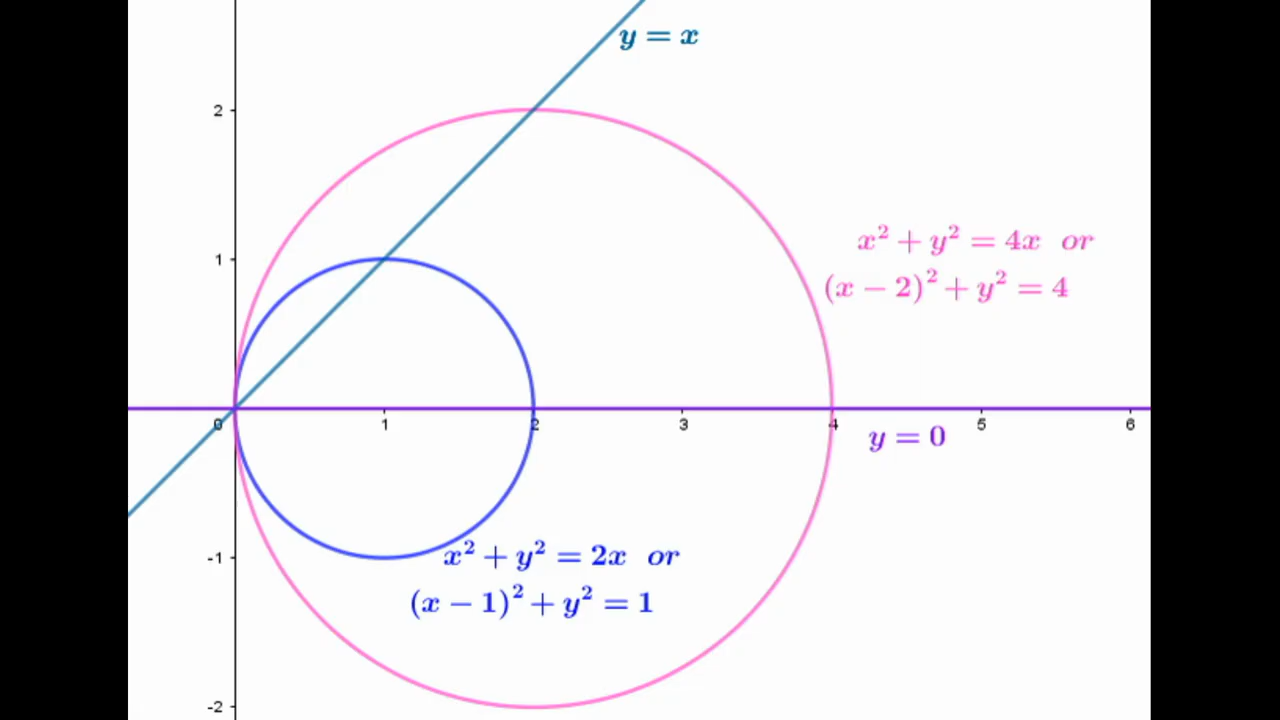 y = x
2
x² + y² = 4x or
1
(x − 2)² + y² = 4
0 1 2 3 4 5 6
y = 0
-1
x² + y² = 2x or
(x − 1)² + y² = 1
-2